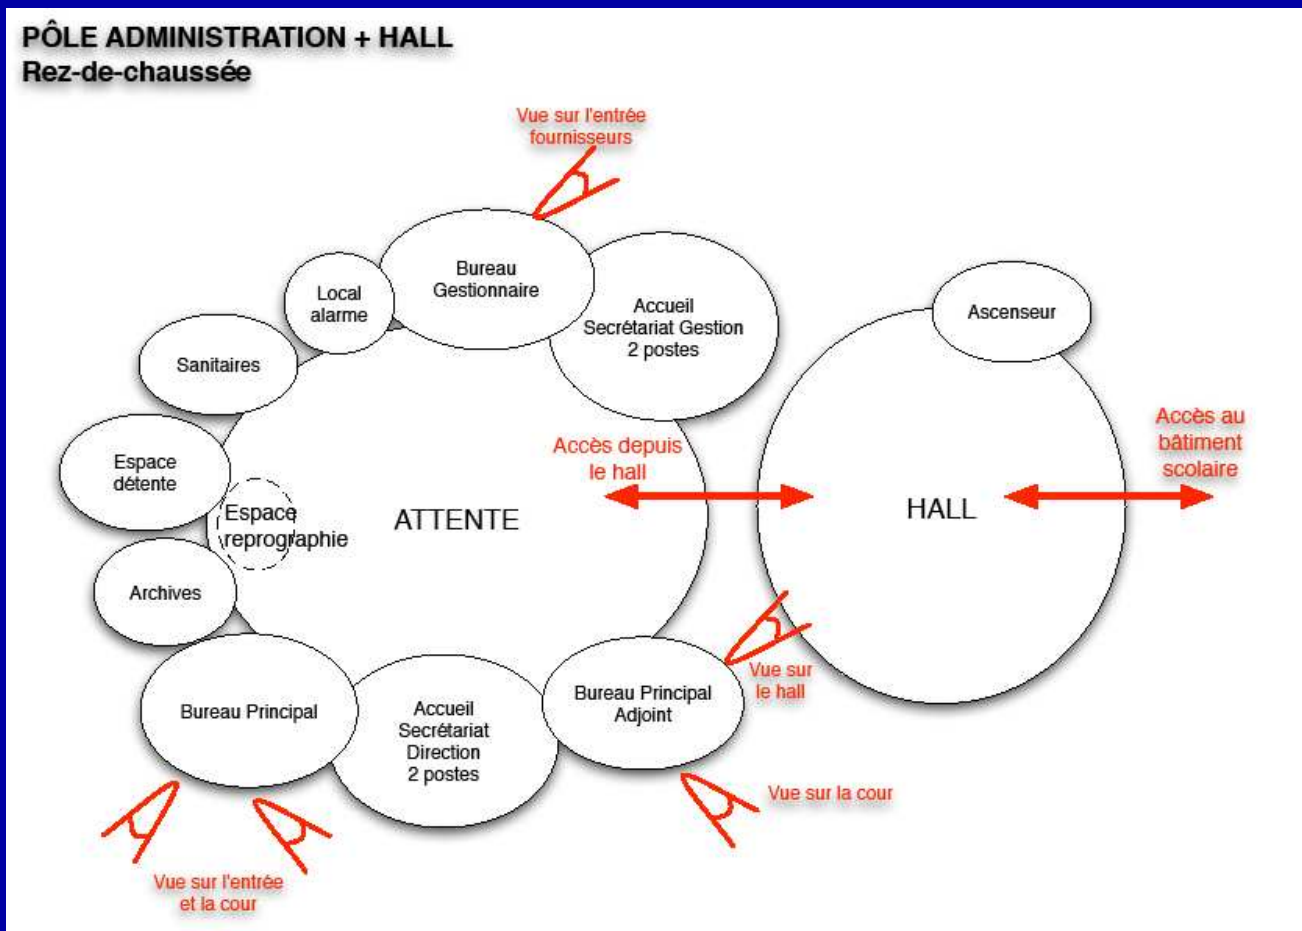 PÔLE ADMINISTRATION + HALL
Rez-de-chaussée
Vue sur l'entrée
fournisseurs
Bureau
Gestionnaire
Local
alarme
Accueil
Secrétariat Gestion
2 postes
Ascenseur
Sanitaires
Accès depuis
le hall
Accès au
bâtiment
scolaire
Espace
détente
Espace
reprographie
ATTENTE
HALL
Archives
Bureau Principal
Accueil
Secrétariat
Direction
2 postes
Bureau Principal
Adjoint
Vue sur
le hall
Vue sur la cour
Vue sur l'entrée
et la cour